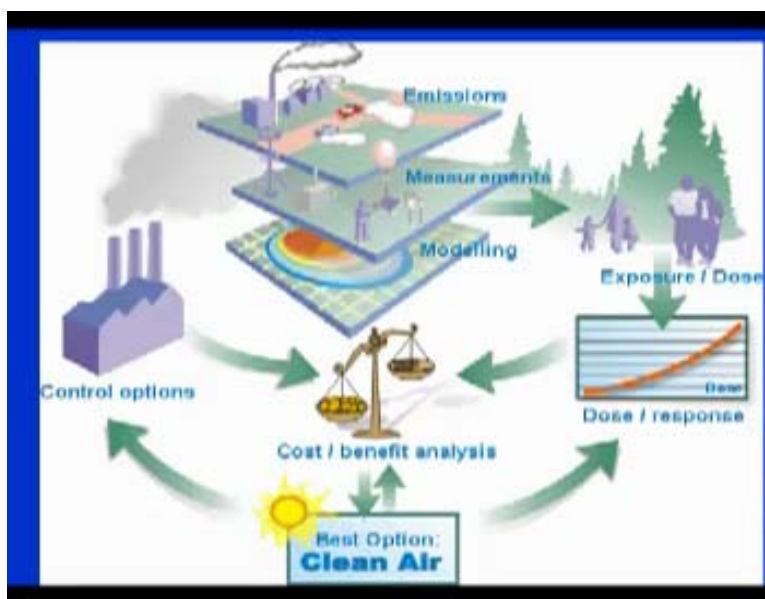 Emissions
Measurements
Modelling
Exposure / Dose
Control options
Dose
Dose / response
Cost / benefit analysis
Best Option:
Clean Air